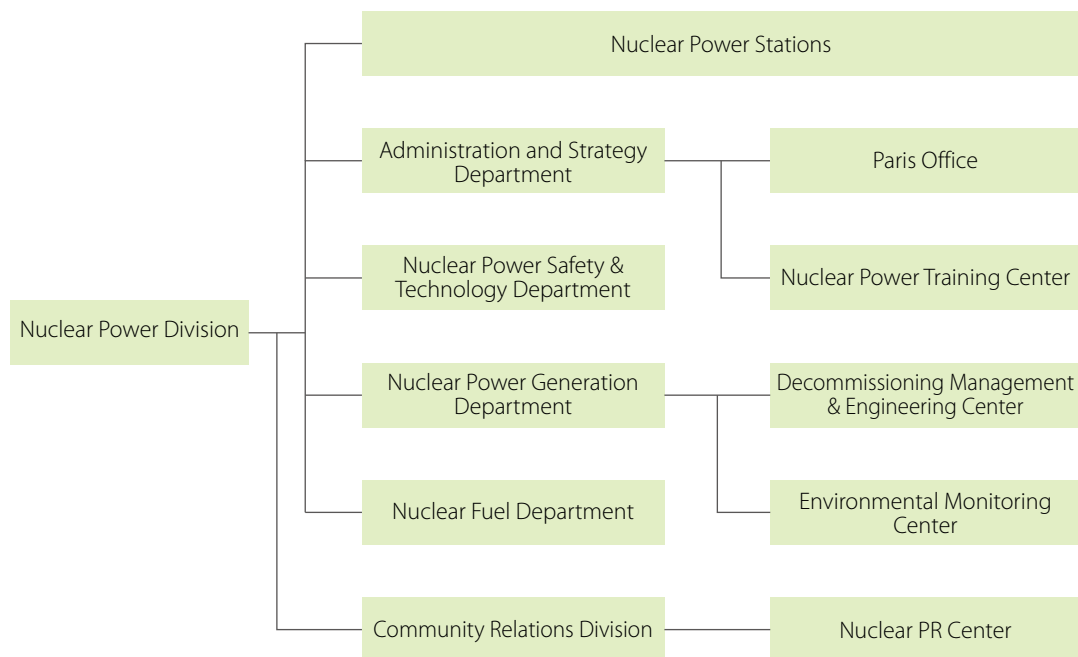 Nuclear Power Stations
Administration and Strategy
Department
Paris Office
Nuclear Power Safety &
Technology Department
Nuclear Power Training Center
Nuclear Power Division
Nuclear Power Generation
Department
Decommissioning Management
& Engineering Center
Nuclear Fuel Department
Environmental Monitoring
Center
Community Relations Division
Nuclear PR Center